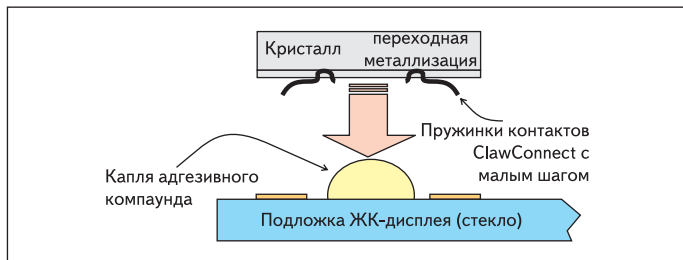 Кристалл
переходная
металлизация
Пружинки контактов
ClawConnect с
малым шагом
Капля адгезивного
компаунда
Подложка ЖК-дисплея (стекло)